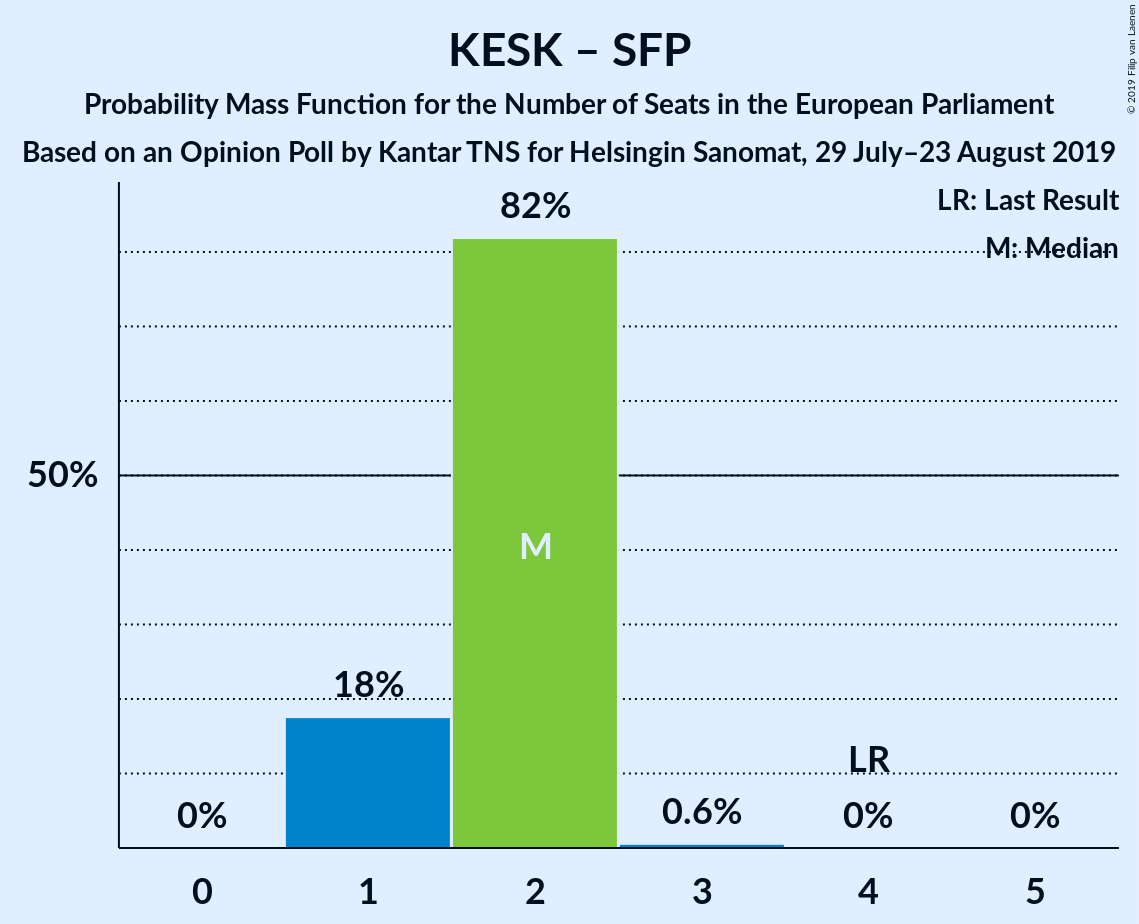 KESK – SFP
Probability Mass Function for the Number of Seats in the European Parliament
Based on an Opinion Poll by Kantar TNS for Helsingin Sanomat, 29 July–23 August 2019
© 2019 Filip van Laenen
LR: Last Result
M: Median
82%
50%
M
18%
LR
0%
0.6%
0%
0%
0 1 2 3 4 5